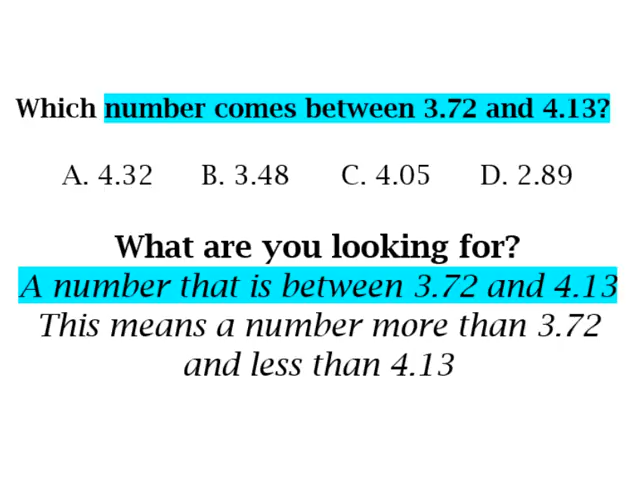 Which number comes between 3.72 and 4.13?
A. 4.32 B. 3.48 C. 4.05 D. 2.89
What are you looking for?
A number that is between 3.72 and 4.13
This means a number more than 3.72
and less than 4.13